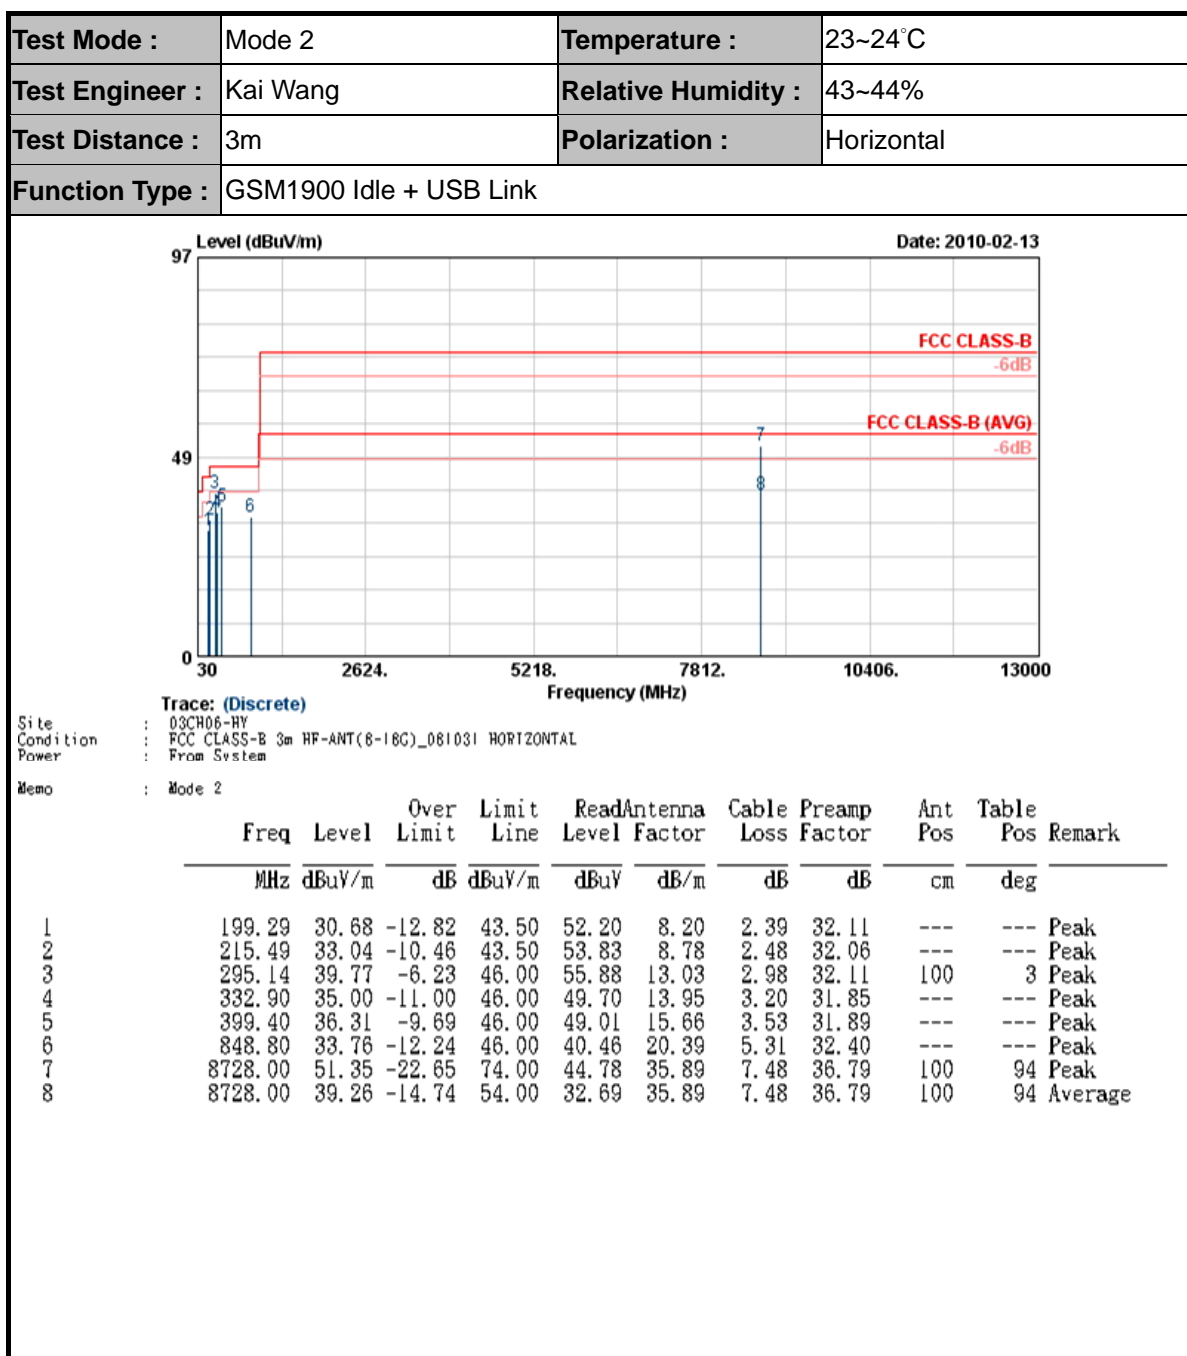 Test Mode : Mode 2 Temperature : 23~24°C
Test Engineer : Kai Wang Relative Humidity : 43~44%
Test Distance : 3m Polarization : Horizontal
Function Type : GSM1900 Idle + USB Link
97 Level (dBuV/m) Date: 2010-02-13
FCC CLASS-B
-6dB
FCC CLASS-B (AVG)
7
-6dB
49
3 8
5
2 4 6
1
0
30 2624. 5218. 7812. 10406. 13000
Frequency (MHz)
Trace: (Discrete)
Site : 03CH06-HY
Condition : FCC CLASS-B 3m HF-ANT(8-18G)_081031 HORIZONTAL
Power : From System
Memo : Mode 2
Over Limit ReadAntenna Cable Preamp Ant Table
Freq Level Limit Line Level Factor Loss Factor Pos Pos Remark
MHz dBuV/m dB dBuV/m dBuV dB/m dB dB cm deg
1 199.29 30.68 -12.82 43.50 52.20 8.20 2.39 32.11 --- --- Peak
2 215.49 33.04 -10.46 43.50 53.83 8.78 2.48 32.06 --- --- Peak
3 295.14 39.77 -6.23 46.00 55.88 13.03 2.98 32.11 100 3 Peak
4 332.90 35.00 -11.00 46.00 49.70 13.95 3.20 31.85 --- --- Peak
5 399.40 36.31 -9.69 46.00 49.01 15.66 3.53 31.89 --- --- Peak
6 848.80 33.76 -12.24 46.00 40.46 20.39 5.31 32.40 --- --- Peak
7 8728.00 51.35 -22.65 74.00 44.78 35.89 7.48 36.79 100 94 Peak
8 8728.00 39.26 -14.74 54.00 32.69 35.89 7.48 36.79 100 94 Average